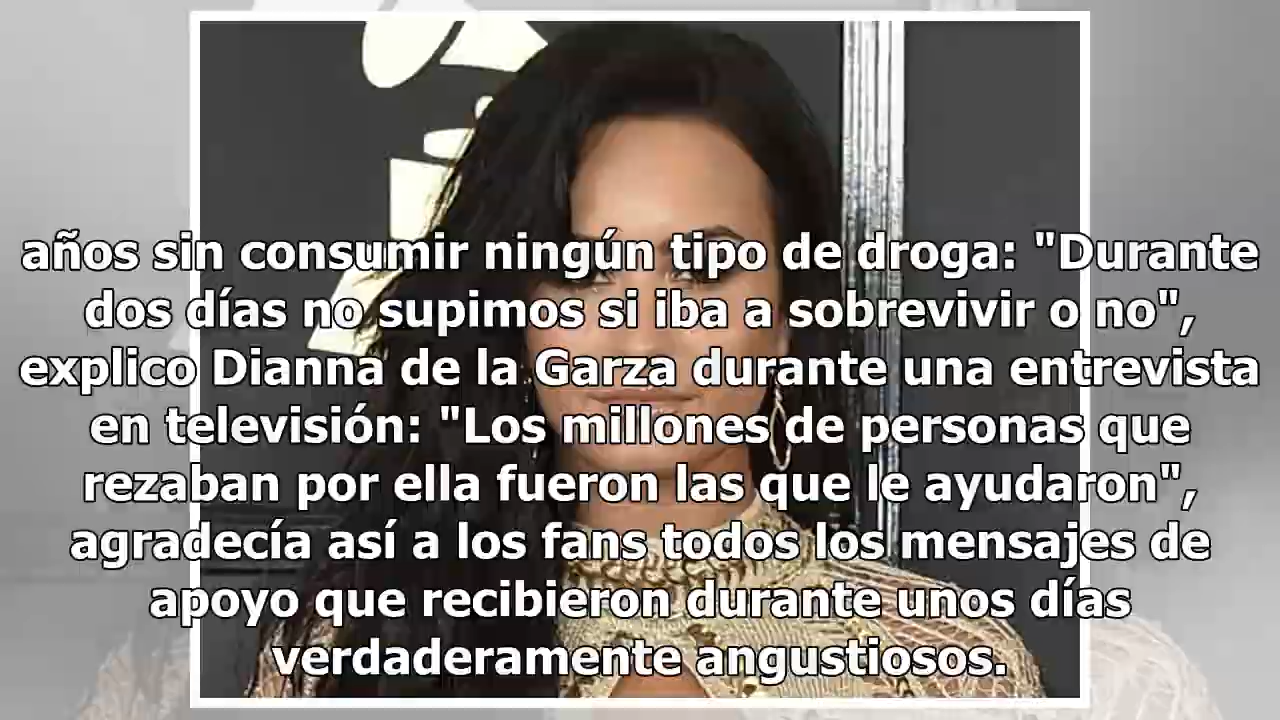 años sin consumir ningún tipo de droga: "Durante
dos días no supimos si iba a sobrevivir o no",
explico Dianna de la Garza durante una entrevista
en televisión: "Los millones de personas que
rezaban por ella fueron las que le ayudaron",
agradecía así a los fans todos los mensajes de
apoyo que recibieron durante unos días
verdaderamente angustiosos.